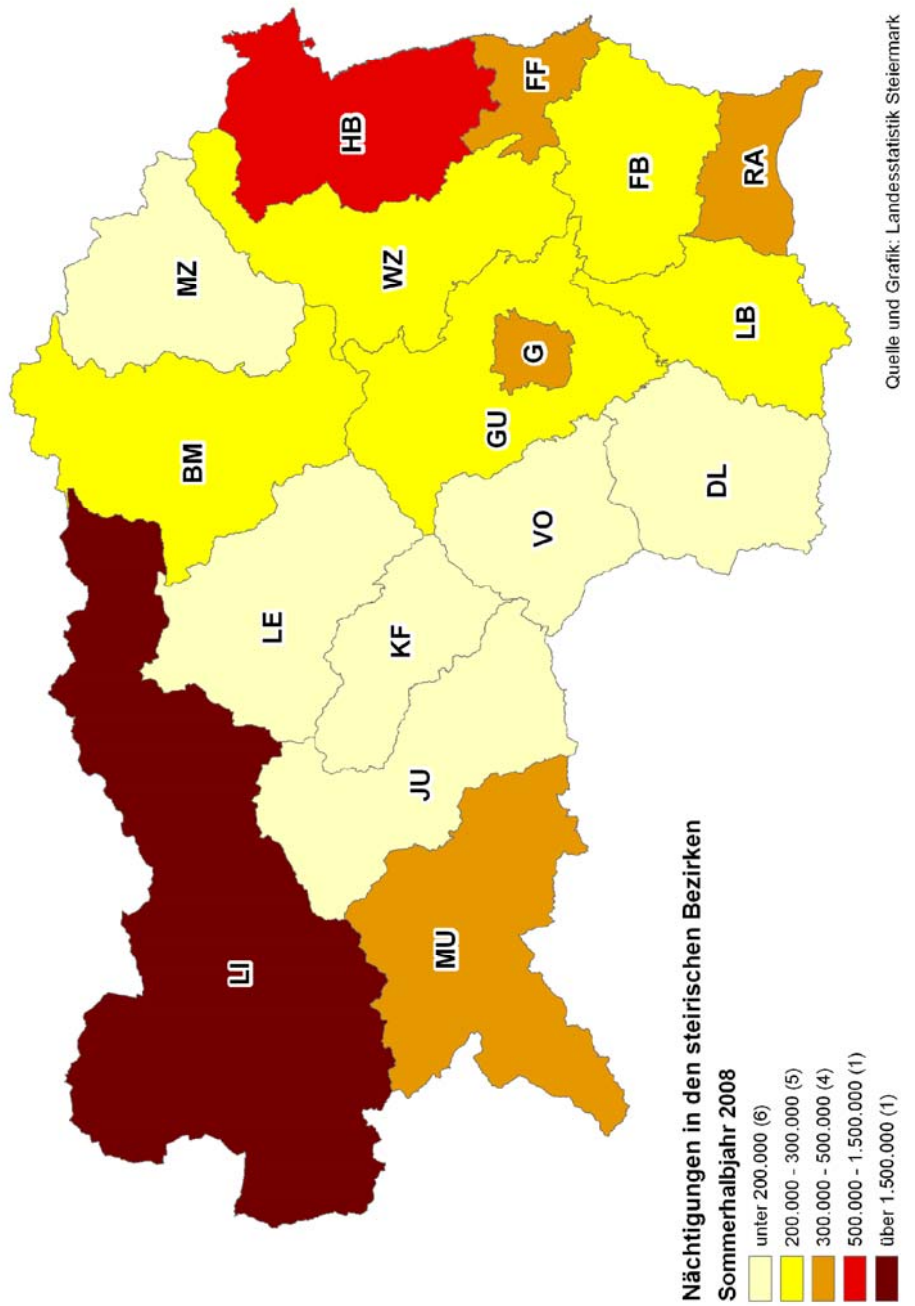 LI
BM
MZ
HB
LE
WZ
KF
JU
MU
GU
G
VO
FF
FB
DL
LB
RA
Nächtigungen in den steirischen Bezirken
Sommerhalbjahr 2008
unter 200.000 (6)
200.000 - 300.000 (5)
300.000 - 500.000 (4)
500.000 - 1.500.000 (1)
über 1.500.000 (1)
Quelle und Grafik: Landesstatistik Steiermark